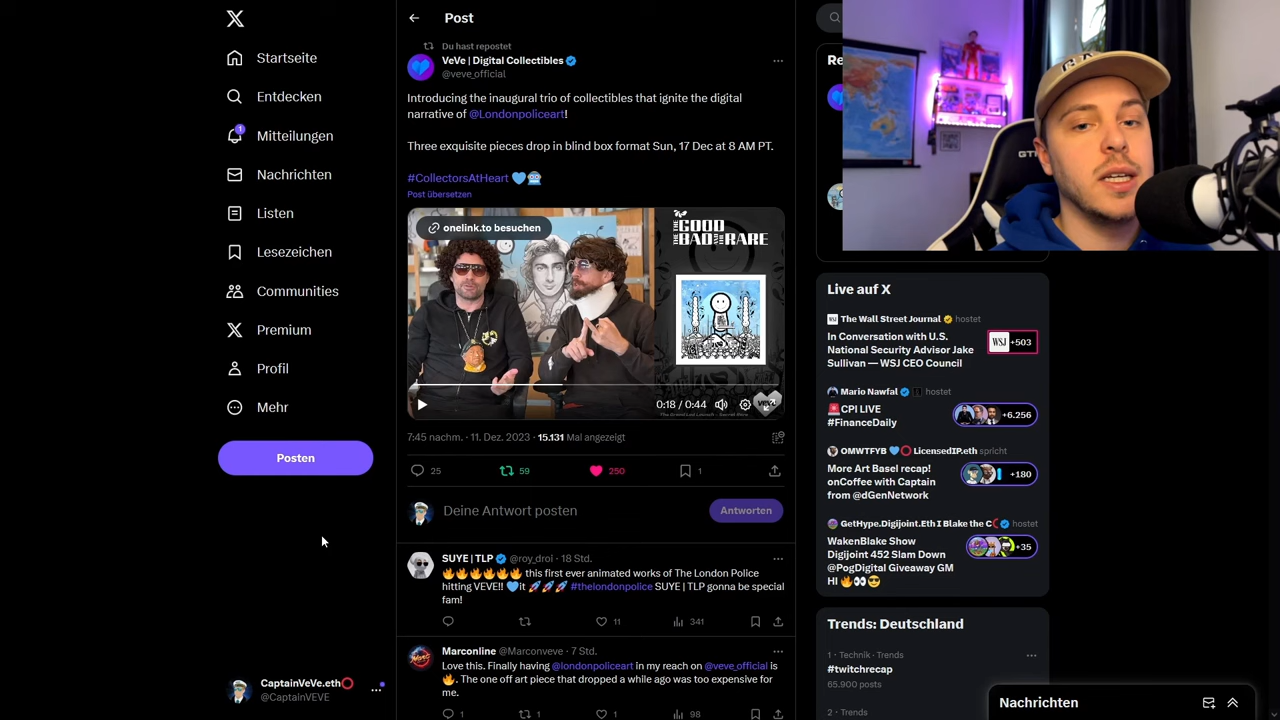 Startseite
Entdecken
1
Mitteilungen
Nachrichten
Listen
Lesezeichen
Communities
Premium
Profil
Mehr
Posten
CaptainVeVe.eth⭕
@CaptainVEVE
Post
Du hast repostet
VeVe | Digital Collectibles
@veve_official
Introducing the inaugural trio of collectibles that ignite the digital
narrative of @Londonpoliceart!
Three exquisite pieces drop in blind box format Sun, 17 Dec at 8 AM PT.
#CollectorsAtHeart 🩵🤖
Post übersetzen
onelink.to besuchen
THE GOOD
BAD AND THE RARE
0:18 / 0:44
7:45 nachm. · 11. Dez. 2023 · 15.131 Mal angezeigt
25 59 250 1
Deine Antwort posten
Antworten
SUYE | TLP @roy_droi · 18 Std.
🔥🔥🔥🔥🔥🔥 this first ever animated works of The London Police
hitting VEVE!! 🩵it 🚀🚀🚀 #thelondonpolice SUYE | TLP gonna be special
fam!
11 341
Marconline @Marconveve · 7 Std.
Love this. Finally having @londonpoliceart in my reach on @veve_official is
🔥. The one off art piece that dropped a while ago was too expensive for
me.
1 1 1 98
Re
Live auf X
The Wall Street Journal hostet
In Conversation with U.S.
National Security Advisor Jake
Sullivan — WSJ CEO Council
WSJ +503
Mario Nawfal hostet
🚨CPI LIVE
#FinanceDaily
+6.256
OMWTFYB 🩵⭕ LicensedIP.eth spricht
More Art Basel recap!
onCoffee with Captain
from @dGenNetwork
+180
GetHype.Digijoint.Eth I Blake the C hostet
WakenBlake Show
Digijoint 452 Slam Down
@PogDigital Giveaway GM
HI 🔥👀😎
+35
Trends: Deutschland
1 · Technik · Trends
#twitchrecap
65.900 posts
2 · Trends
Nachrichten